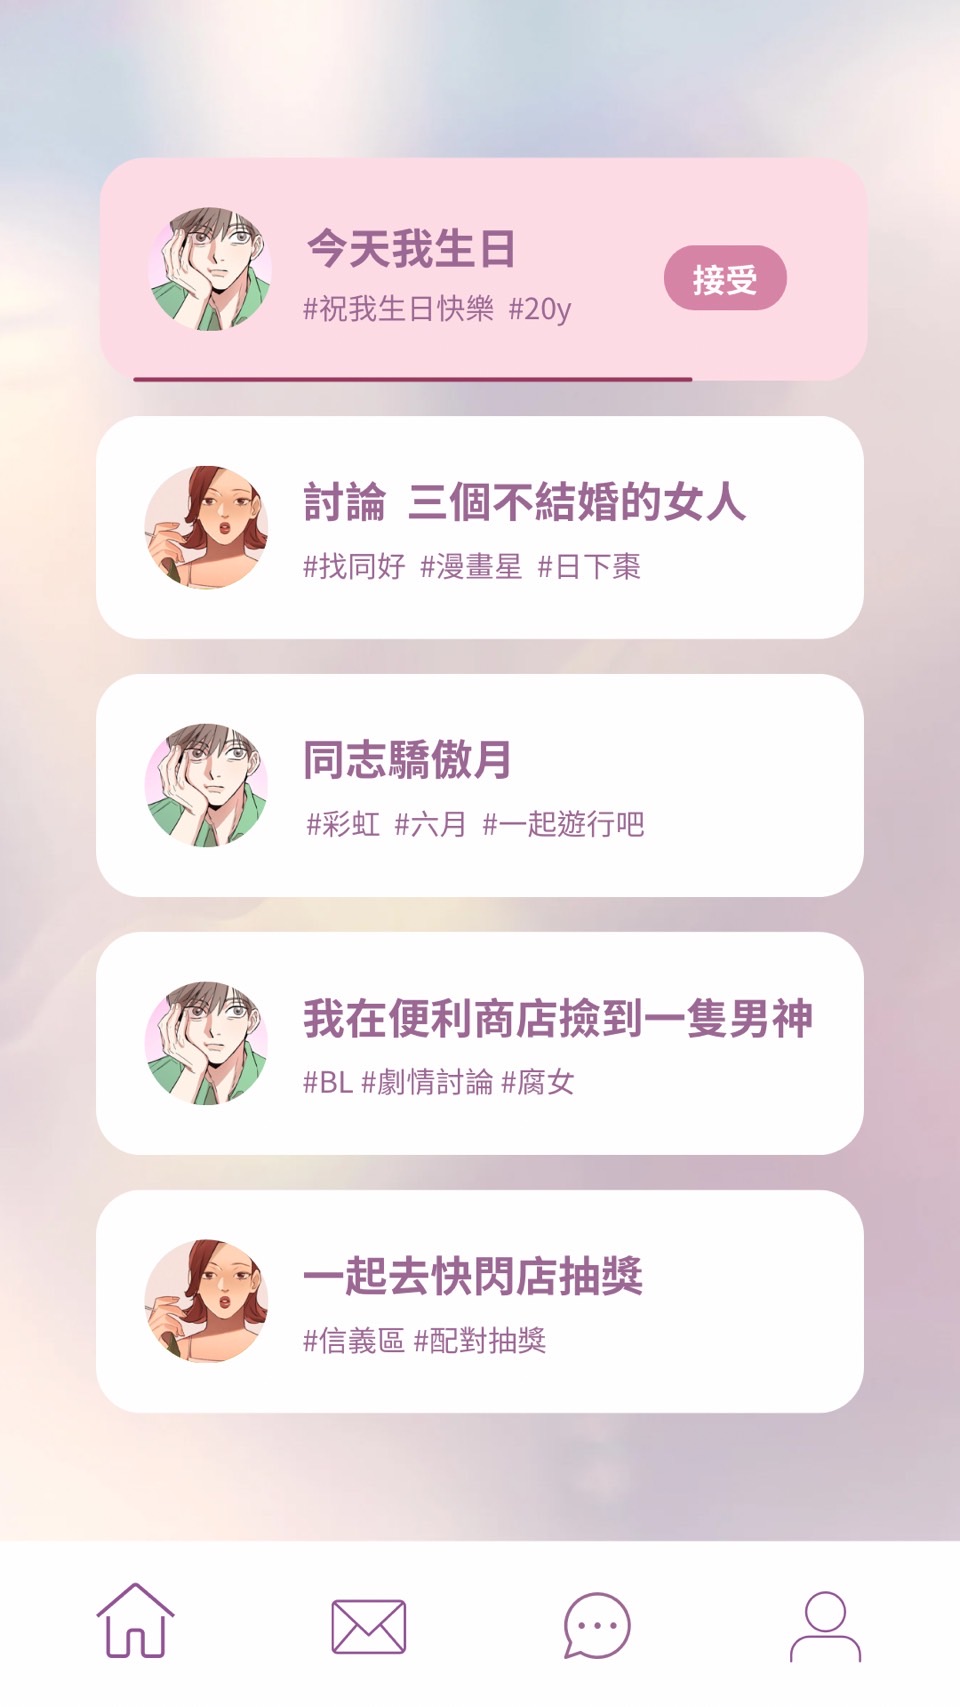 今天我生日
#祝我生日快樂 #20y
接受
討論 三個不結婚的女人
#找同好 #漫畫星 #日下棗
同志驕傲月
#彩虹 #六月 #一起遊行吧
我在便利商店撿到一隻男神
#BL #劇情討論 #腐女
一起去快閃店抽獎
#信義區 #配對抽獎